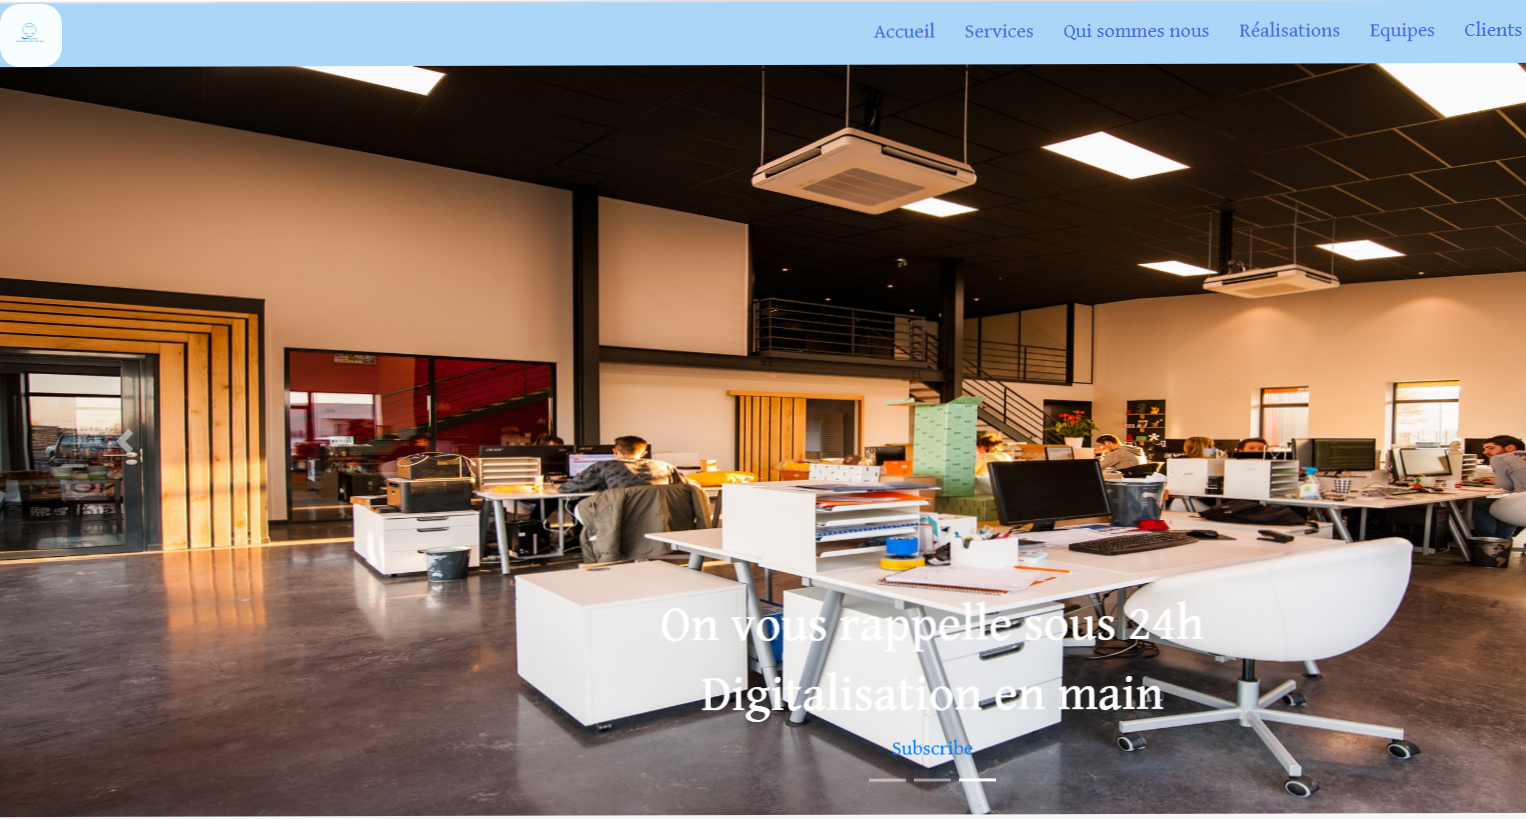 Accueil Services Qui sommes nous Réalisations Equipes Clients
On vous rappelle sous 24h
Digitalisation en main
Subscribe